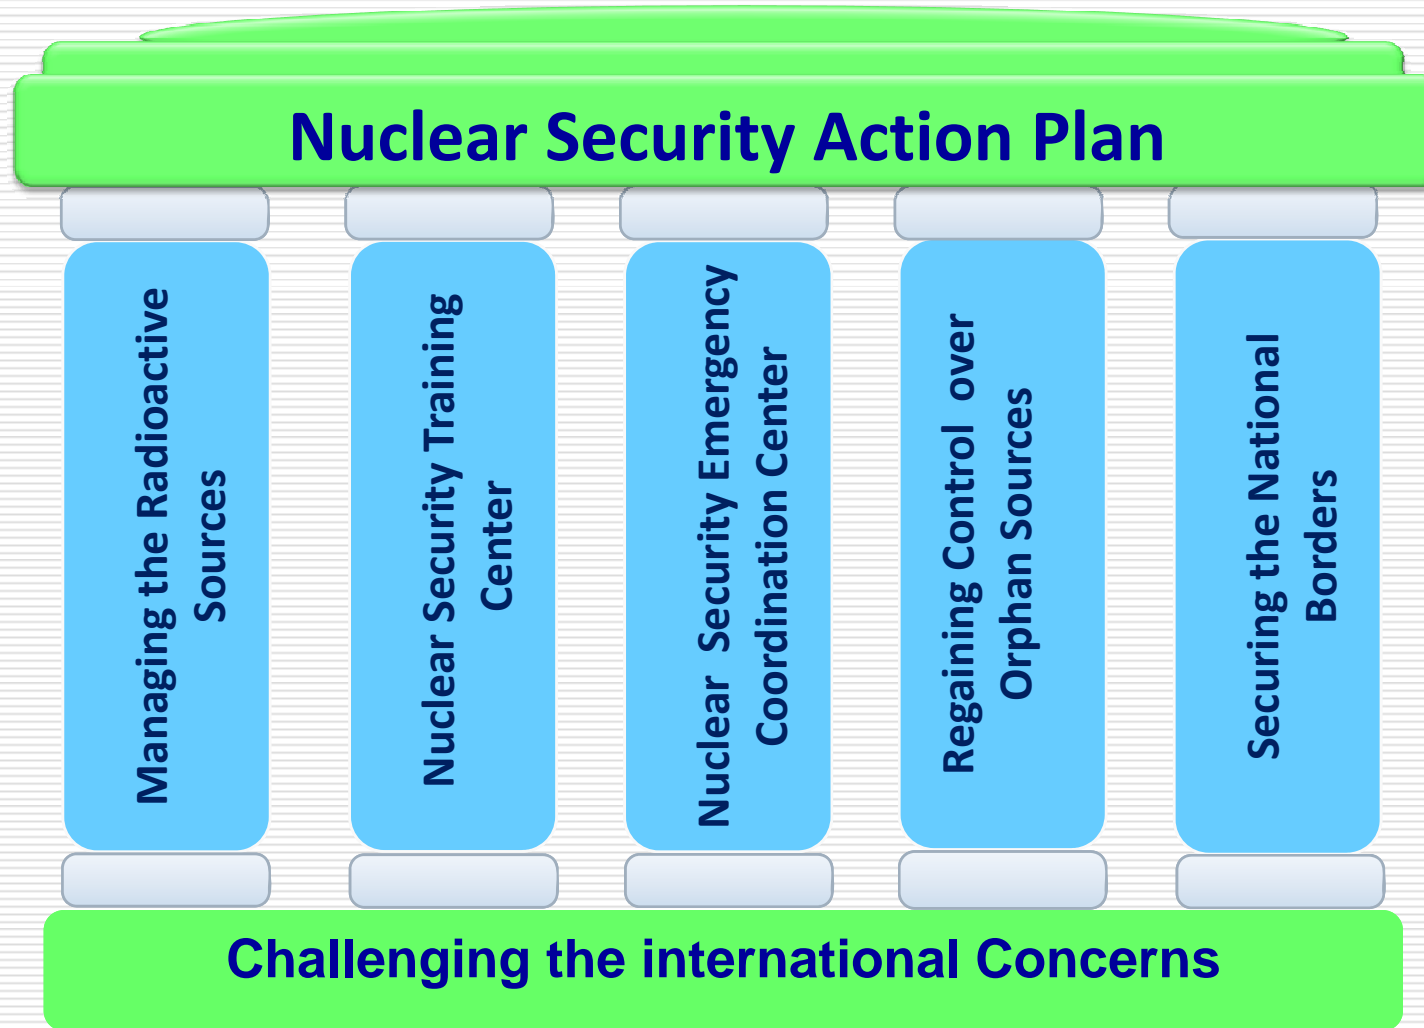 Nuclear Security Action Plan
Managing the Radioactive
Sources
Nuclear Security Training
Center
Nuclear Security Emergency
Coordination Center
Regaining Control over
Orphan Sources
Securing the National
Borders
Challenging the international Concerns